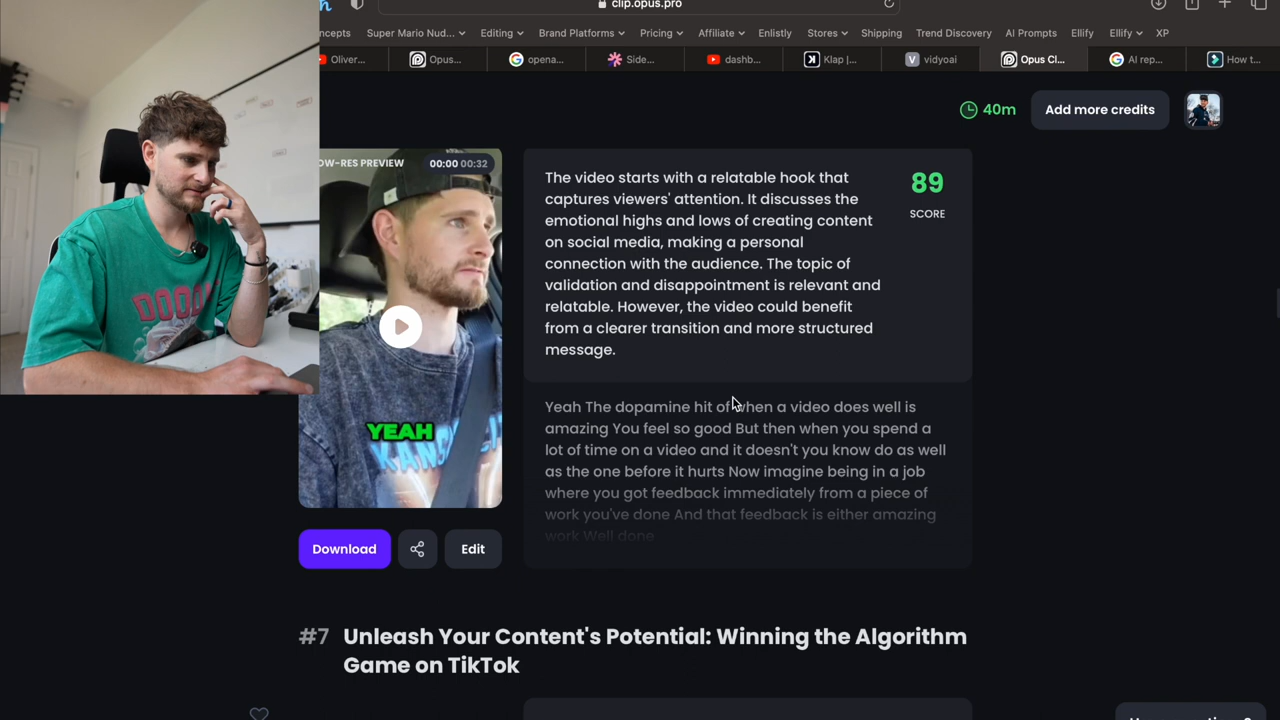 clip.opus.pro
ncepts Super Mario Nud... Editing Brand Platforms Pricing Affiliate Enlistly Stores Shipping Trend Discovery AI Prompts Ellify Ellify XP
Oliver... Opus... opena... Side... dashb... Klap |... vidyoai Opus Cl... AI rep... How t...
40m Add more credits
OW-RES PREVIEW 00:00 00:32
The video starts with a relatable hook that
captures viewers' attention. It discusses the
emotional highs and lows of creating content
on social media, making a personal
connection with the audience. The topic of
validation and disappointment is relevant and
relatable. However, the video could benefit
from a clearer transition and more structured
message.
89
SCORE
YEAH
Yeah The dopamine hit of when a video does well is
amazing You feel so good But then when you spend a
lot of time on a video and it doesn't you know do as well
as the one before it hurts Now imagine being in a job
where you got feedback immediately from a piece of
work you've done And that feedback is either amazing
work Well done
Download Edit
#7 Unleash Your Content's Potential: Winning the Algorithm
Game on TikTok